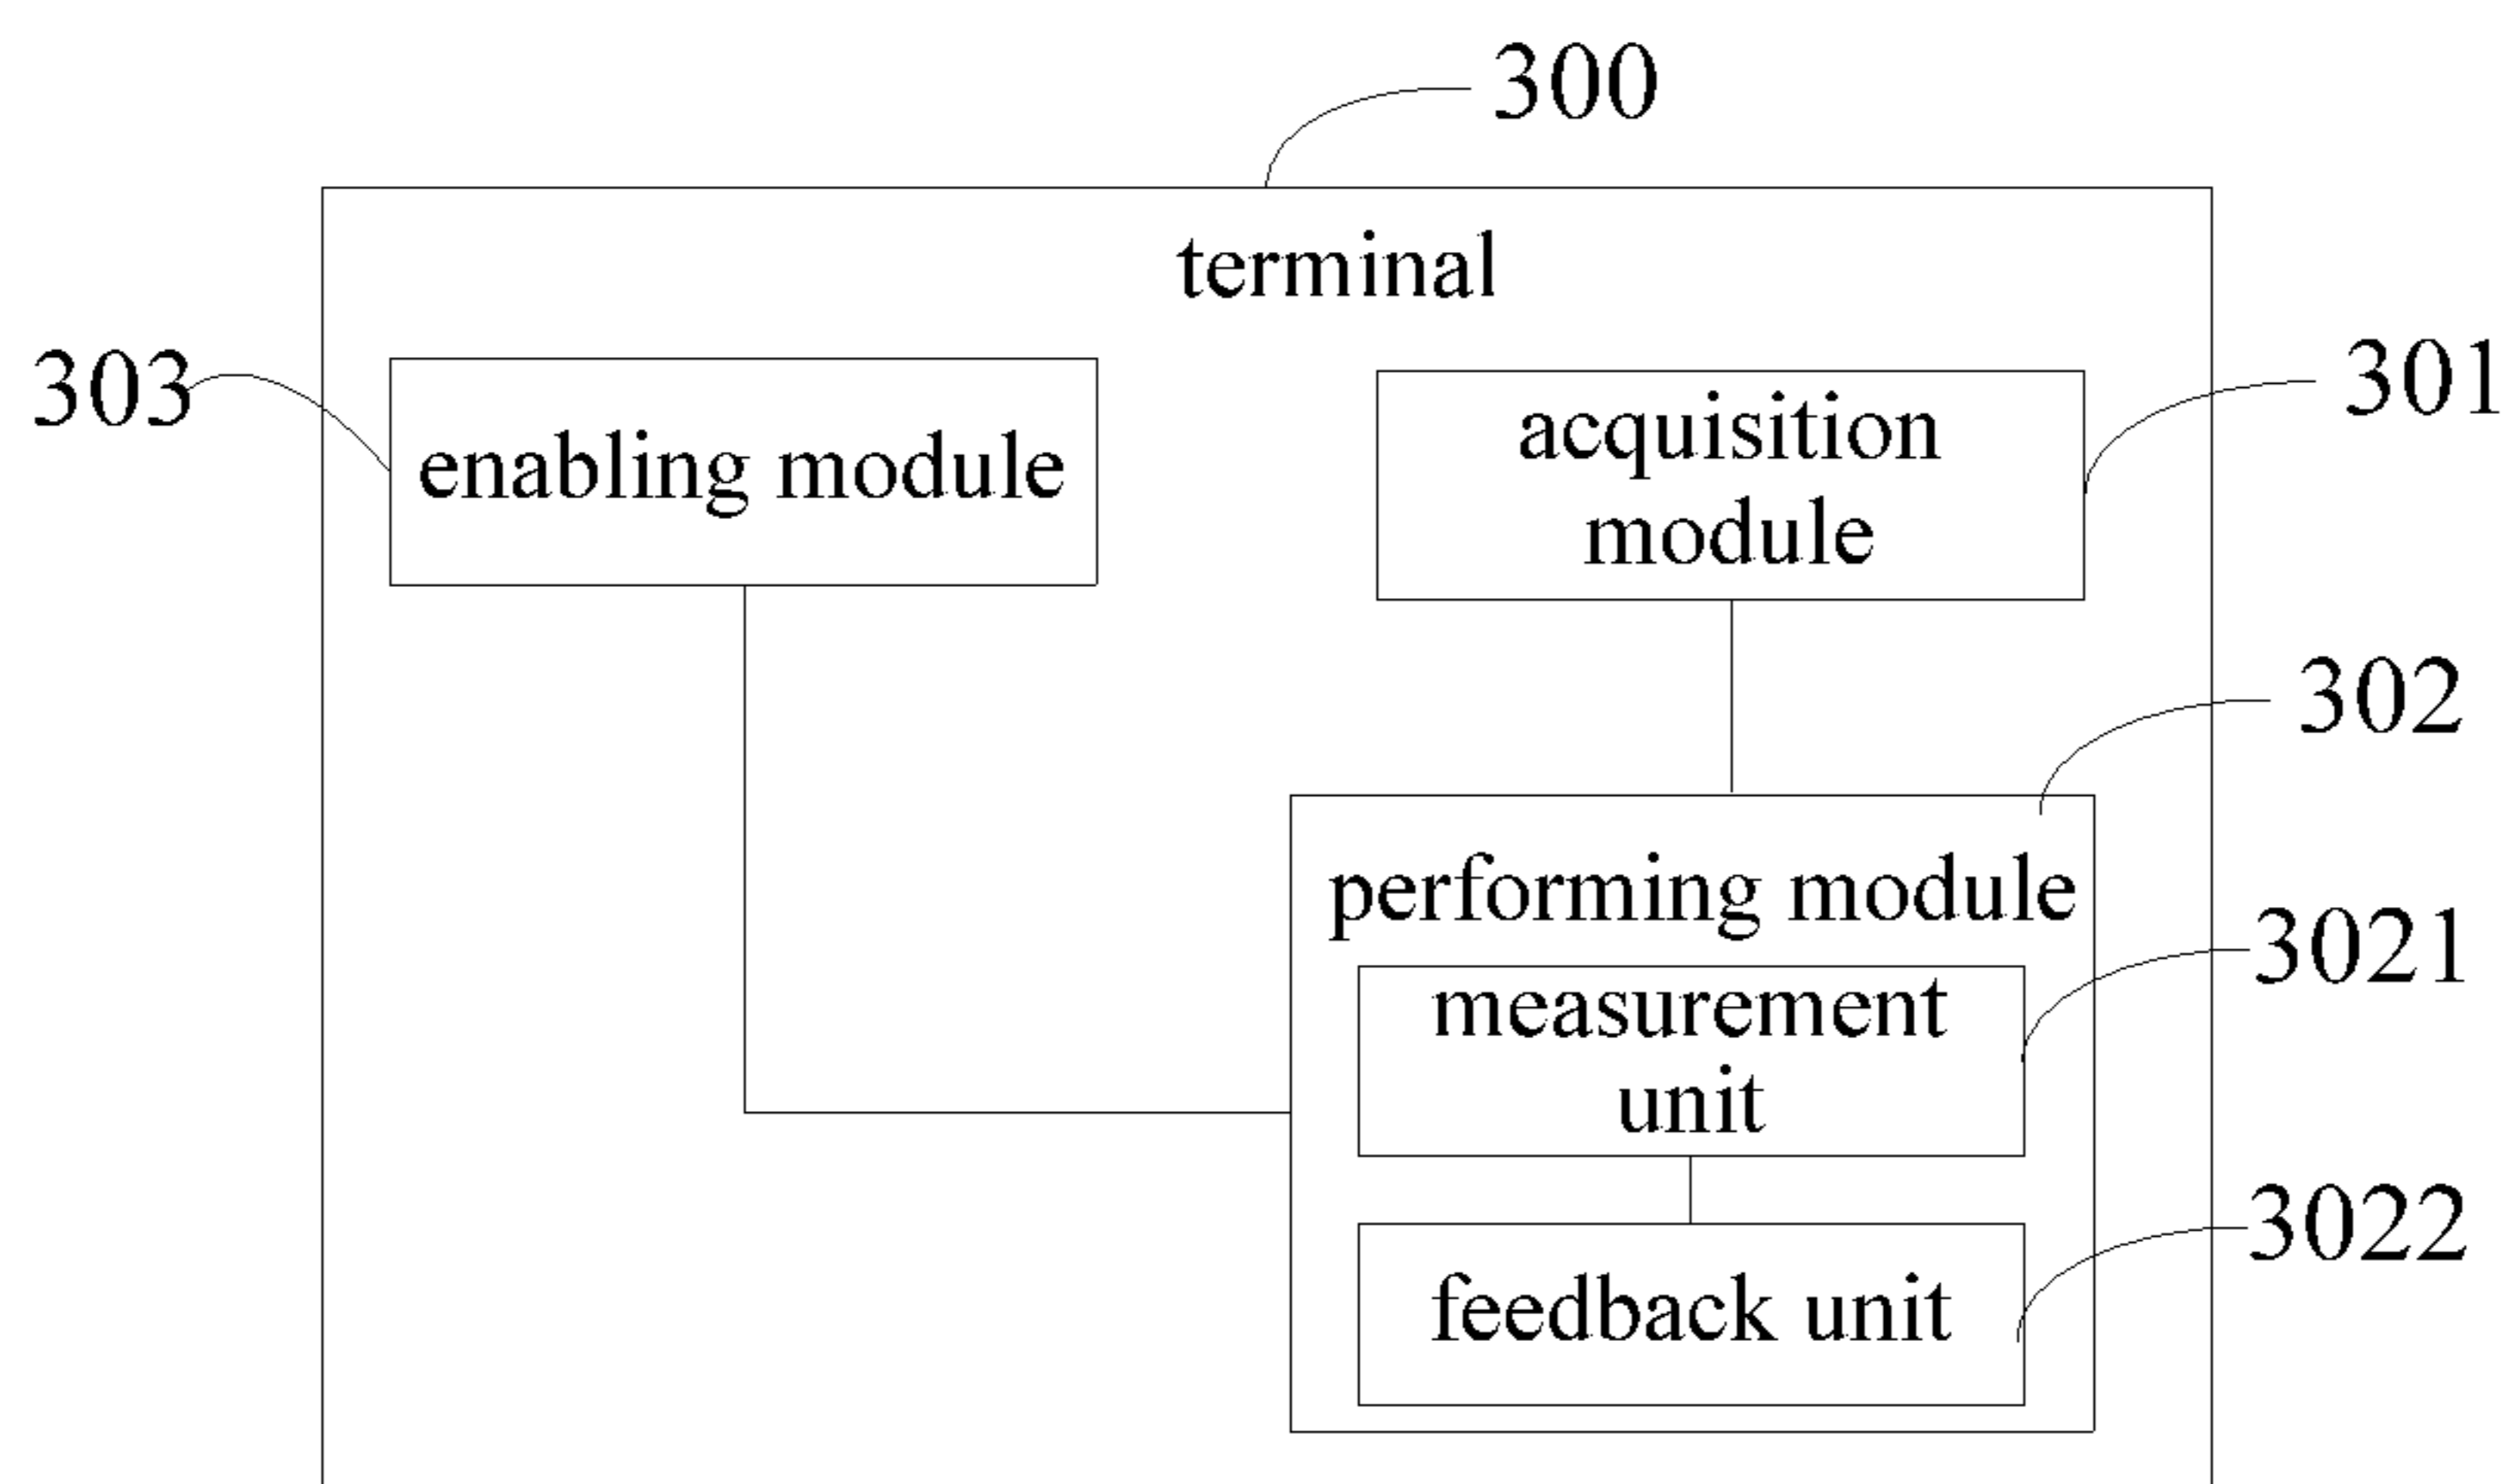 300
terminal
303
enabling module
acquisition
module
301
302
performing module
3021
measurement
unit
3022
feedback unit